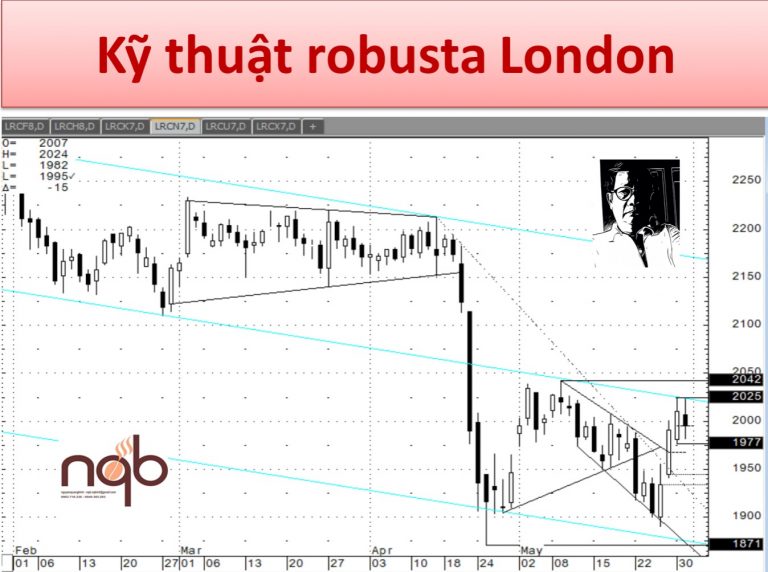 Kỹ thuật robusta London
LRCF8,D LRCH8,D LRCK7,D LRCN7,D LRCU7,D LRCX7,D +
O= 2007
H= 2024
L= 1982
L= 1995✓
Δ= -15
2250
2200
2150
2100
2050
2042
2025
2000
1977
1950
1900
1871
nqb
Feb Mar Apr May
01 06 13 20 27 01 06 13 20 27 03 10 18 24 02 08 15 22 30